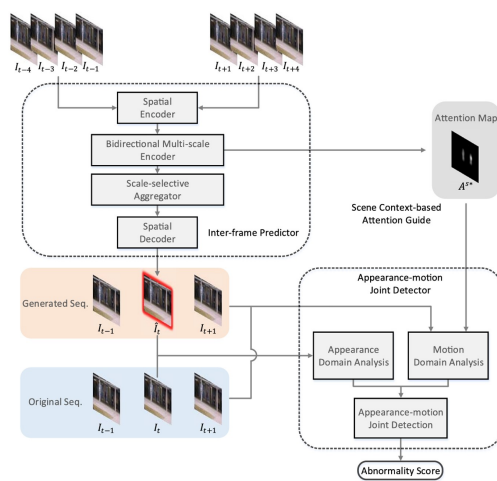 I_{t-4} I_{t-3} I_{t-2} I_{t-1}
I_{t+1} I_{t+2} I_{t+3} I_{t+4}
Spatial
Encoder
Bidirectional Multi-scale
Encoder
Scale-selective
Aggregator
Spatial
Decoder
Inter-frame Predictor
Attention Map
A^{s*}
Scene Context-based
Attention Guide
Generated Seq.
I_{t-1} Î_t I_{t+1}
Original Seq.
I_{t-1} I_t I_{t+1}
Appearance-motion
Joint Detector
Appearance
Domain Analysis
Motion
Domain Analysis
Appearance-motion
Joint Detection
Abnormality Score